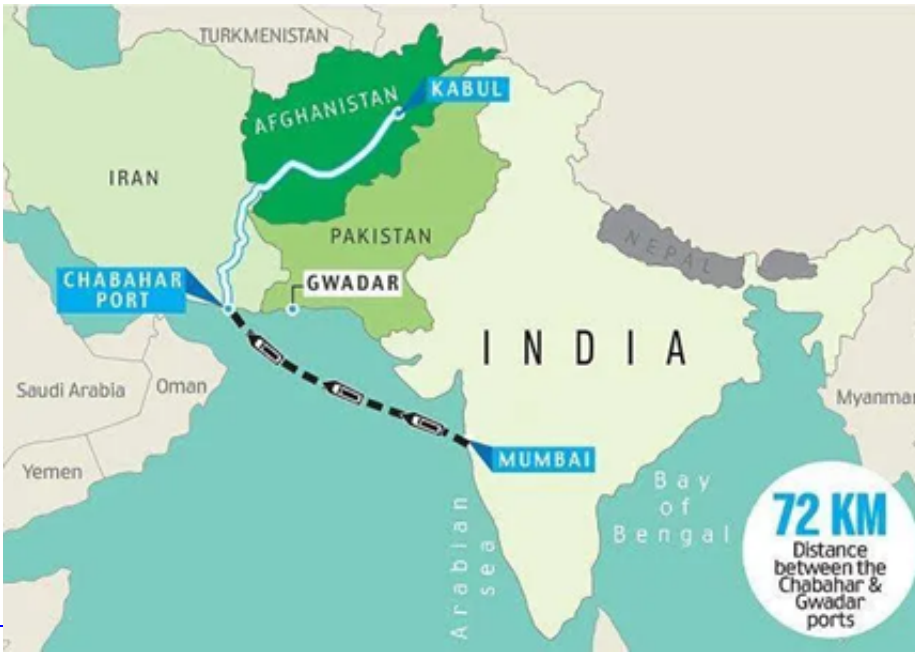 TURKMENISTAN
AFGHANISTAN
KABUL
IRAN
PAKISTAN
NEPAL
CHABAHAR
PORT
GWADAR
INDIA
Saudi Arabia
Oman
Myanmar
Yemen
MUMBAI
Arabian
sea
Bay
of
Bengal
72 KM
Distance
between the
Chabahar &
Gwadar
ports